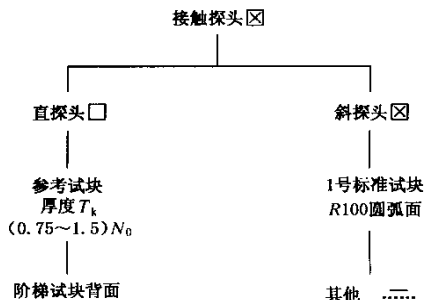 接触探头☒
直探头☐
斜探头☒
参考试块
厚度 Tk
(0.75~1.5)N0
1号标准试块
R100圆弧面
阶梯试块背面
其他